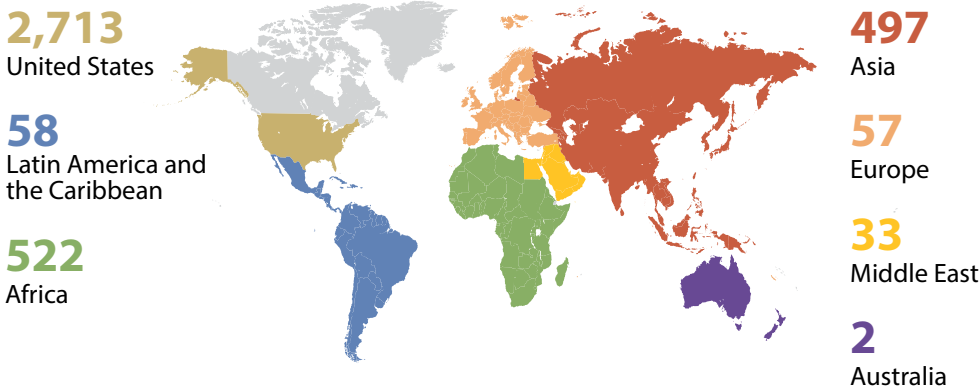 2,713
United States
58
Latin America and
the Caribbean
522
Africa
497
Asia
57
Europe
33
Middle East
2
Australia